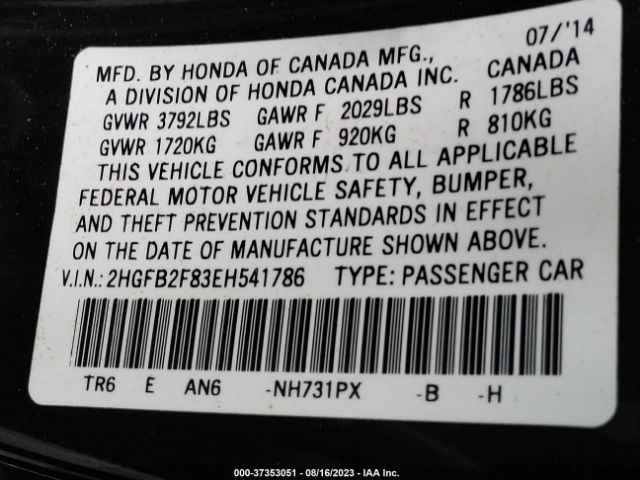 07/'14
MFD. BY HONDA OF CANADA MFG., CANADA
A DIVISION OF HONDA CANADA INC.
GVWR 3792LBS GAWR F 2029LBS R 1786LBS
GVWR 1720KG GAWR F 920KG R 810KG
THIS VEHICLE CONFORMS TO ALL APPLICABLE
FEDERAL MOTOR VEHICLE SAFETY, BUMPER,
AND THEFT PREVENTION STANDARDS IN EFFECT
ON THE DATE OF MANUFACTURE SHOWN ABOVE.
V.I.N.: 2HGFB2F83EH541786 TYPE: PASSENGER CAR
TR6 E AN6 -NH731PX -B -H
000-37353051 - 08/16/2023 - IAA Inc.